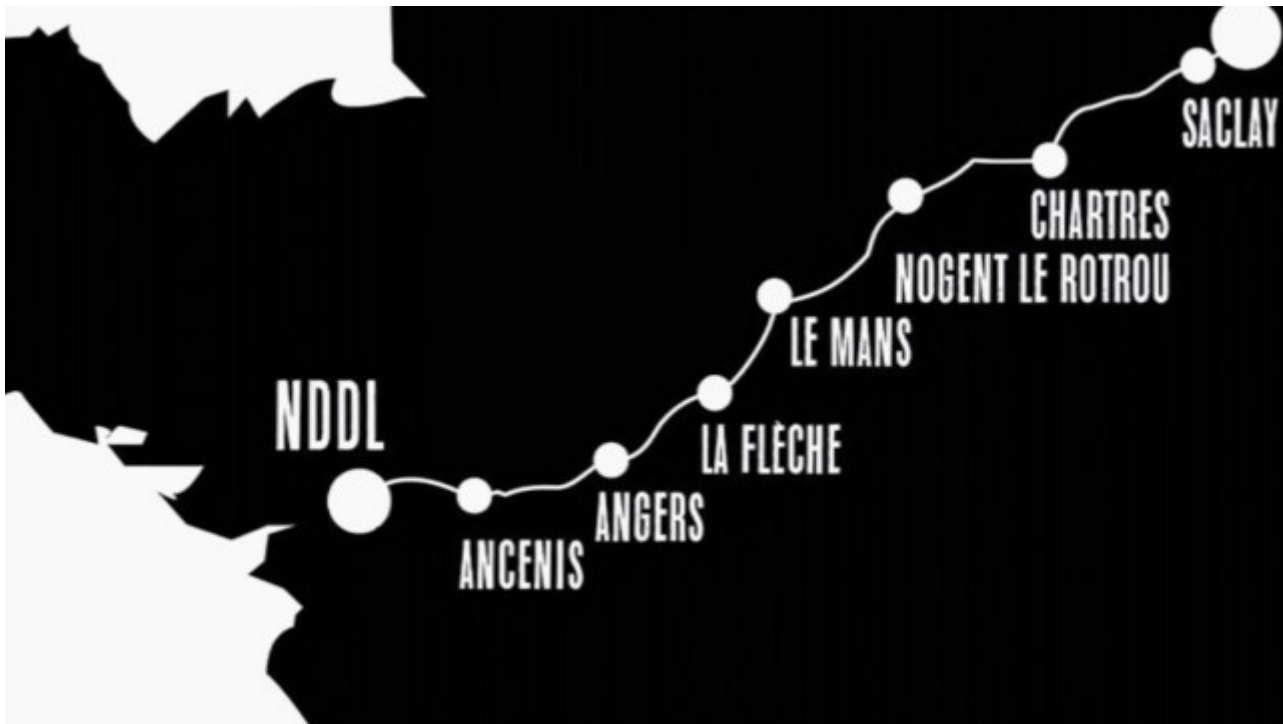 SACLAY
CHARTRES
NOGENT LE ROTROU
LE MANS
NDDL
LA FLÈCHE
ANGERS
ANCENIS